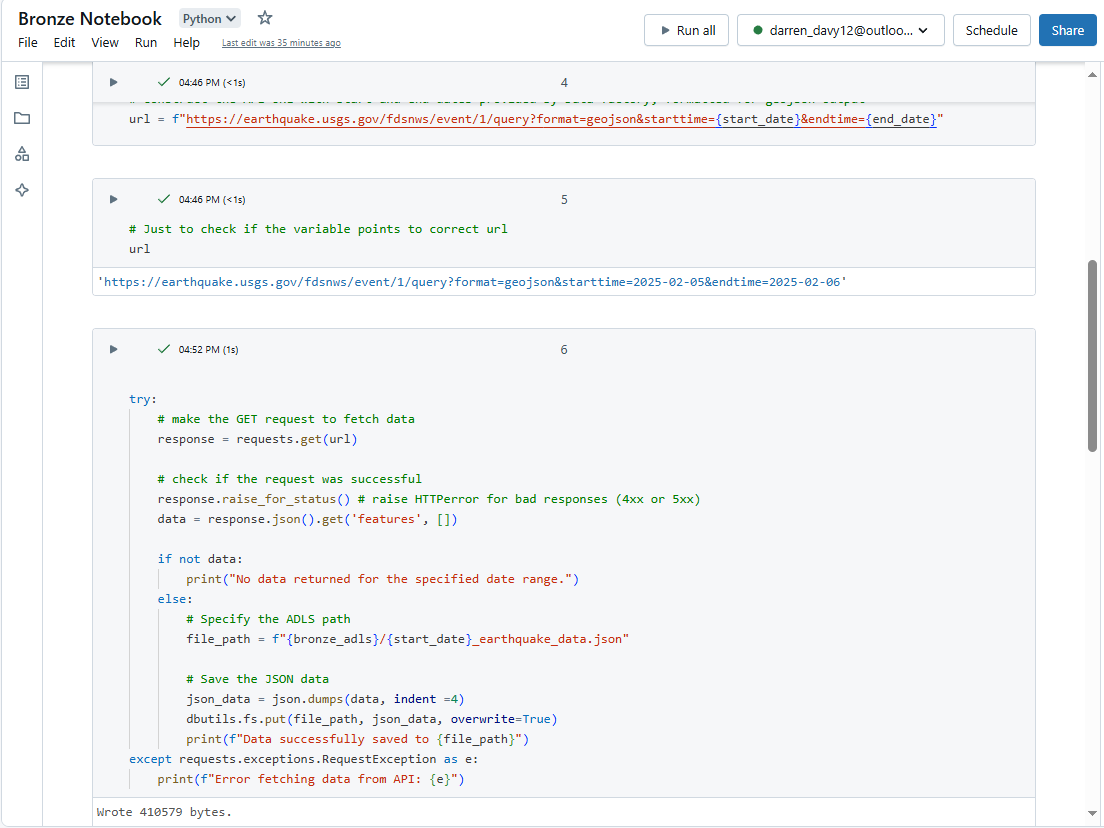 Bronze Notebook Python
File Edit View Run Help Last edit was 35 minutes ago
Run all darren_davy12@outloo... Schedule Share
04:46 PM (<1s) 4
url = f"https://earthquake.usgs.gov/fdsnws/event/1/query?format=geojson&starttime={start_date}&endtime={end_date}"
04:46 PM (<1s) 5
# Just to check if the variable points to correct url
url
'https://earthquake.usgs.gov/fdsnws/event/1/query?format=geojson&starttime=2025-02-05&endtime=2025-02-06'
04:52 PM (1s) 6
try:
    # make the GET request to fetch data
    response = requests.get(url)

    # check if the request was successful
    response.raise_for_status() # raise HTTPerror for bad responses (4xx or 5xx)
    data = response.json().get('features', [])

    if not data:
        print("No data returned for the specified date range.")
    else:
        # Specify the ADLS path
        file_path = f"{bronze_adls}/{start_date}_earthquake_data.json"

        # Save the JSON data
        json_data = json.dumps(data, indent =4)
        dbutils.fs.put(file_path, json_data, overwrite=True)
        print(f"Data successfully saved to {file_path}")
except requests.exceptions.RequestException as e:
    print(f"Error fetching data from API: {e}")
Wrote 410579 bytes.